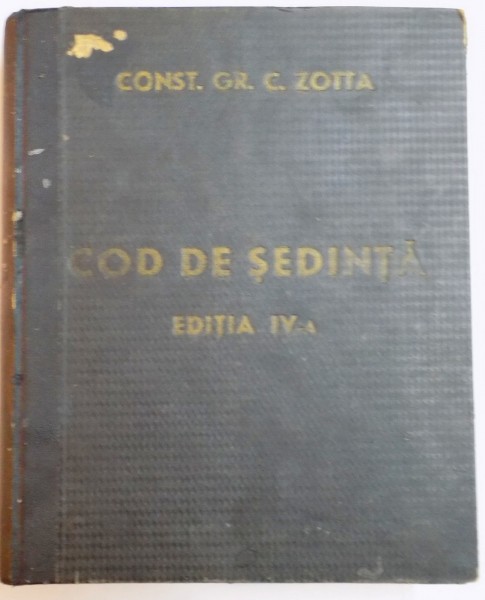 CONST. GR. C. ZOTTA
COD DE ȘEDINȚĂ
EDIȚIA IV-A